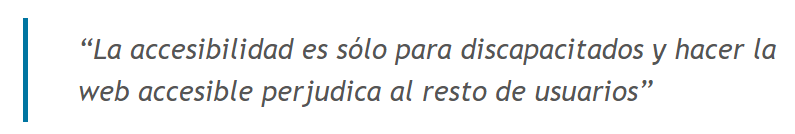 “La accesibilidad es sólo para discapacitados y hacer la
web accesible perjudica al resto de usuarios”